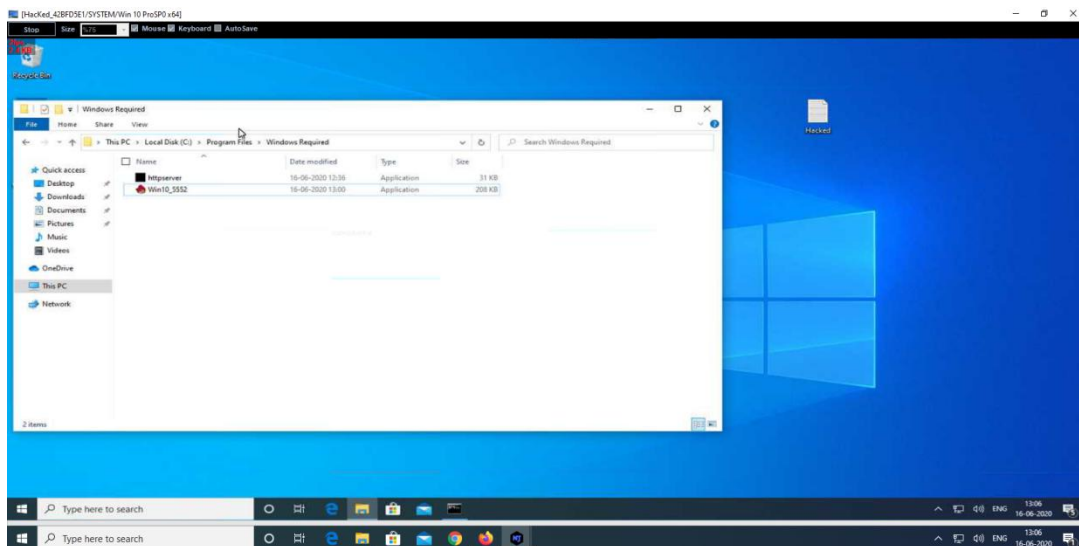 [HacKed_42BFD5E1/SYSTEM/Win 10 ProSP0 x64]
Stop Size %75 Mouse Keyboard AutoSave
Recycle Bin
Windows Required
File Home Share View
This PC > Local Disk (C:) > Program Files > Windows Required
Search Windows Required
Name Date modified Type Size
httpserver 16-06-2020 12:36 Application 31 KB
Win10_5552 16-06-2020 13:00 Application 208 KB
Quick access
Desktop
Downloads
Documents
Pictures
Music
Videos
OneDrive
This PC
Network
2 items
Hacked
Type here to search
ENG
13:06
16-06-2020
Type here to search
ENG
13:06
16-06-2020